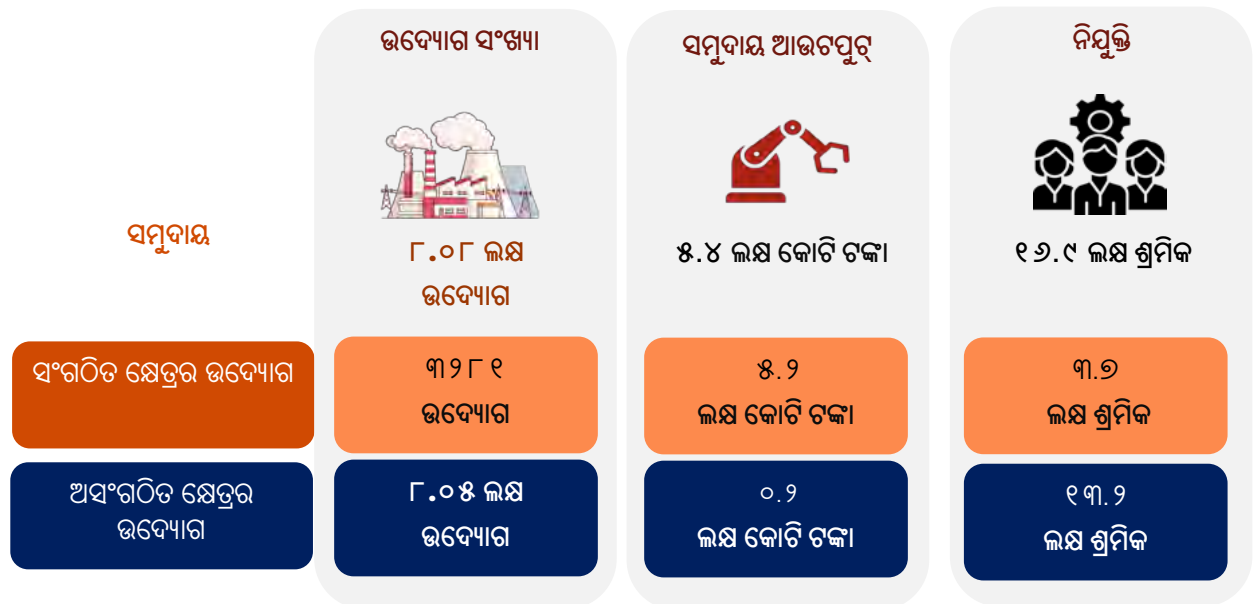 ଉଦ୍ୟୋଗ ସଂଖ୍ୟା
ସମୁଦାୟ ଆଉଟପୁଟ୍
ନିଯୁକ୍ତି
ସମୁଦାୟ
୮.୦୮ ଲକ୍ଷ
ଉଦ୍ୟୋଗ
୫.୪ ଲକ୍ଷ କୋଟି ଟଙ୍କା
୧୬.୯ ଲକ୍ଷ ଶ୍ରମିକ
ସଂଗଠିତ କ୍ଷେତ୍ରର ଉଦ୍ୟୋଗ
୩୨୮୧
ଉଦ୍ୟୋଗ
୫.୨
ଲକ୍ଷ କୋଟି ଟଙ୍କା
୩.୭
ଲକ୍ଷ ଶ୍ରମିକ
ଅସଂଗଠିତ କ୍ଷେତ୍ରର
ଉଦ୍ୟୋଗ
୮.୦୫ ଲକ୍ଷ
ଉଦ୍ୟୋଗ
୦.୨
ଲକ୍ଷ କୋଟି ଟଙ୍କା
୧୩.୨
ଲକ୍ଷ ଶ୍ରମିକ